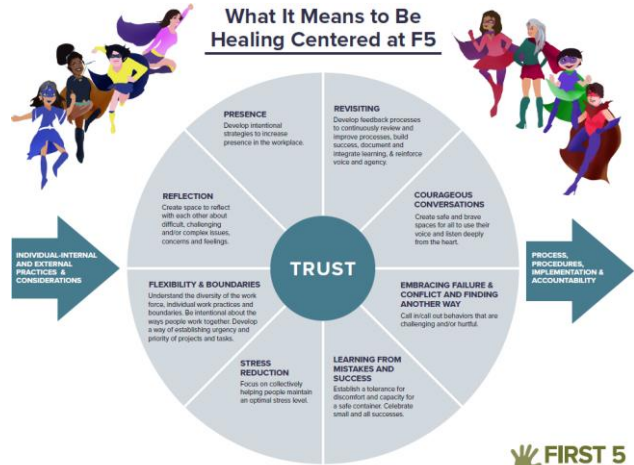 What It Means to Be
Healing Centered at F5
PRESENCE
Develop intentional
strategies to increase
presence in the workplace.
REVISITING
Develop feedback processes
to continuously review and
improve processes, build
success, document and
integrate learning, & reinforce
voice and agency.
REFLECTION
Create space to reflect
with each other about
difficult, challenging
and/or complex issues,
concerns and feelings.
COURAGEOUS
CONVERSATIONS
Create safe and brave
spaces for all to use their
voice and listen deeply
from the heart.
INDIVIDUAL-INTERNAL
AND EXTERNAL
PRACTICES &
CONSIDERATIONS
TRUST
PROCESS,
PROCEDURES,
IMPLEMENTATION &
ACCOUNTABILITY
FLEXIBILITY & BOUNDARIES
Understand the diversity of the work
force, individual work practices and
boundaries. Be intentional about the
ways people work together. Develop
a way of establishing urgency and
priority of projects and tasks.
EMBRACING FAILURE &
CONFLICT AND FINDING
ANOTHER WAY
Call in/call out behaviors that are
challenging and/or hurtful.
STRESS
REDUCTION
Focus on collectively
helping people maintain
an optimal stress level.
LEARNING FROM
MISTAKES AND
SUCCESS
Establish a tolerance for
discomfort and capacity for
a safe container. Celebrate
small and all successes.
FIRST 5